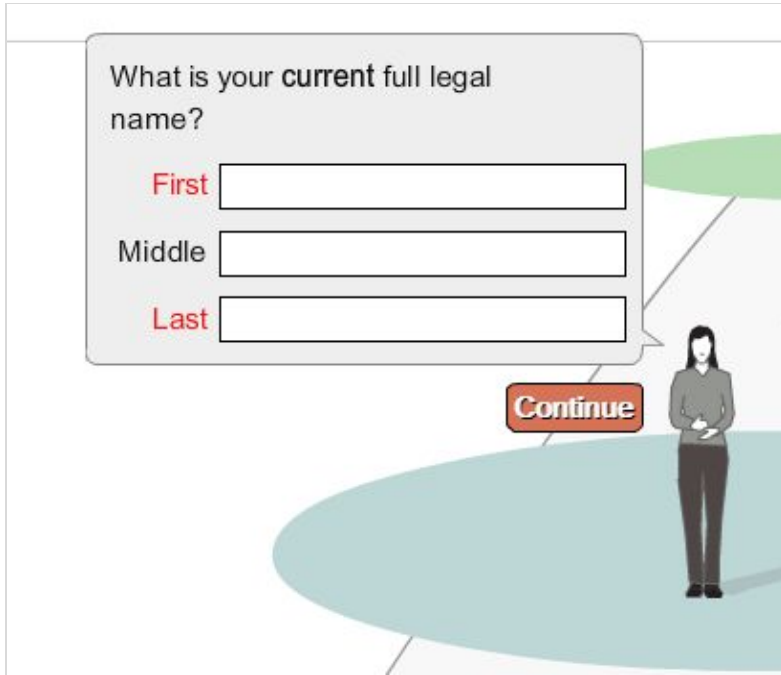 What is your current full legal
name?
First
Middle
Last
Continue